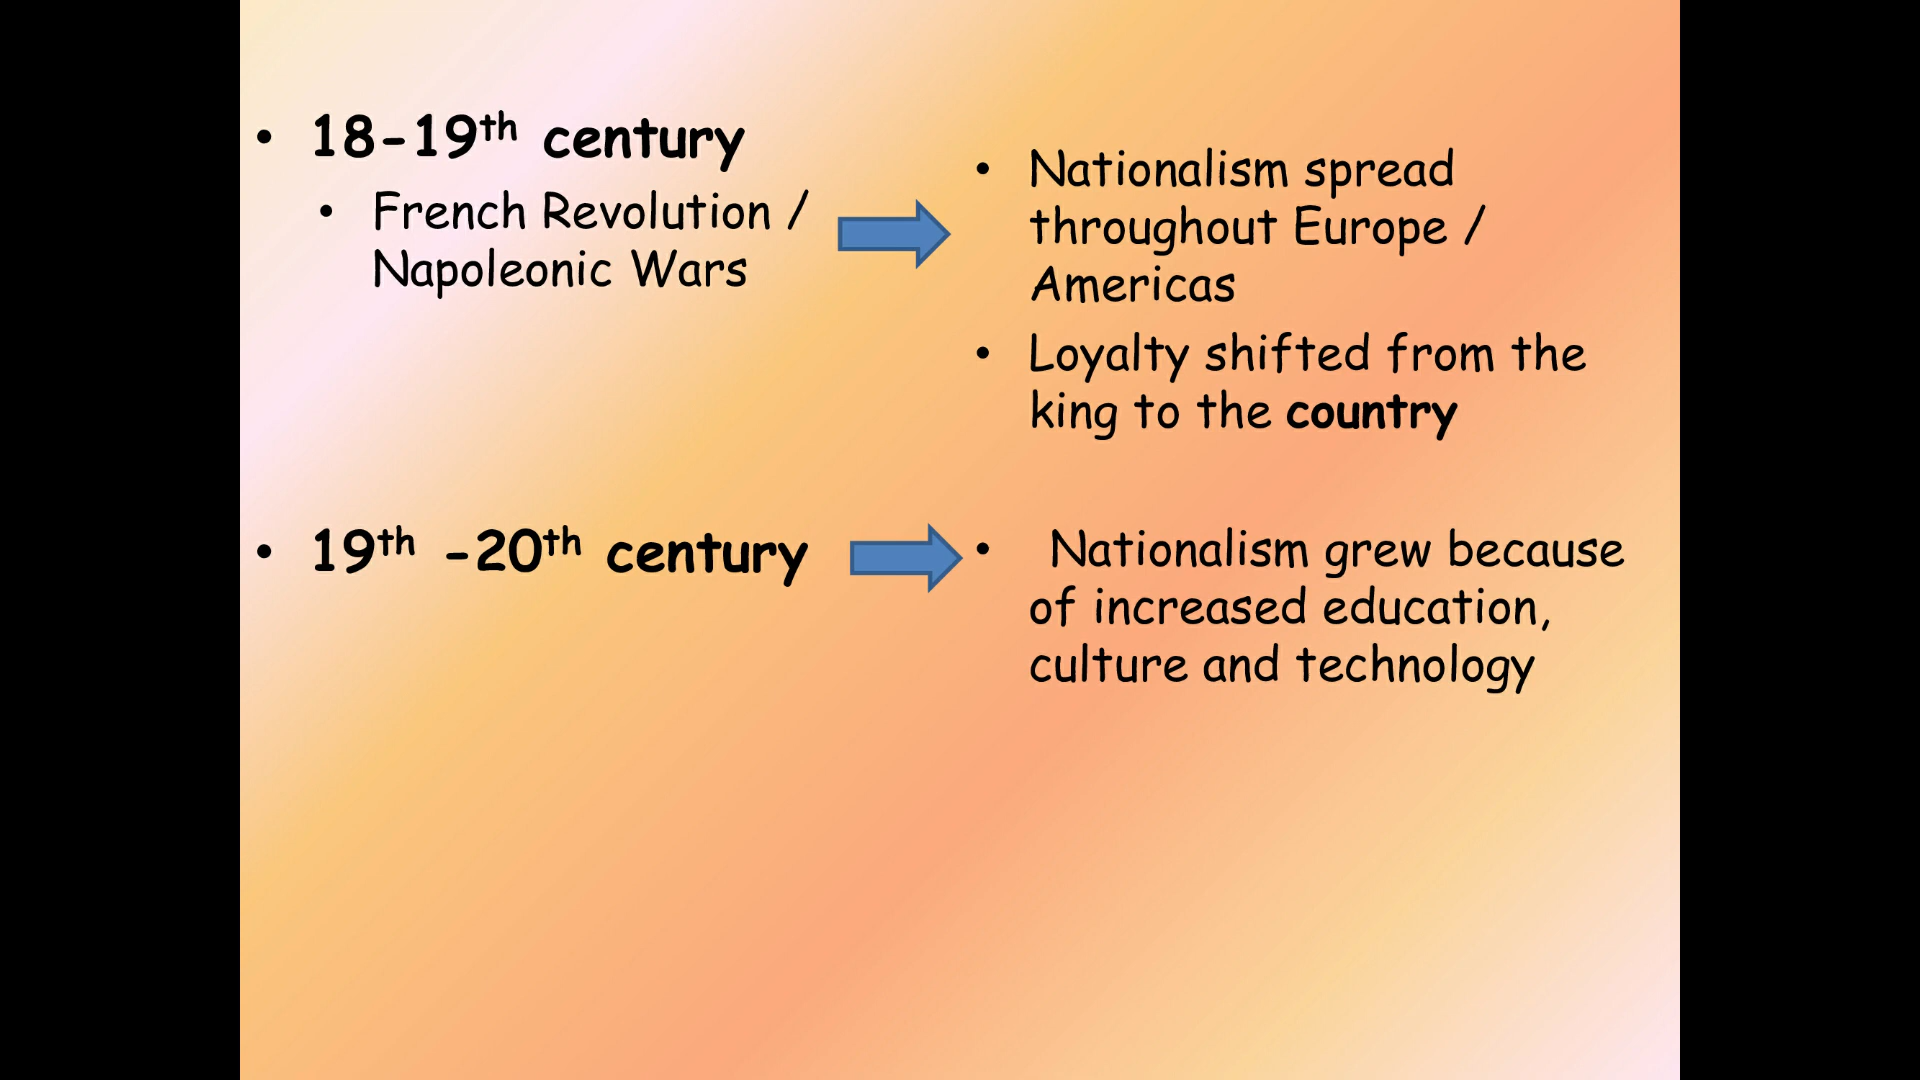 • 18-19th century
• French Revolution /
Napoleonic Wars
• Nationalism spread
throughout Europe /
Americas
• Loyalty shifted from the
king to the country
• 19th -20th century
• Nationalism grew because
of increased education,
culture and technology